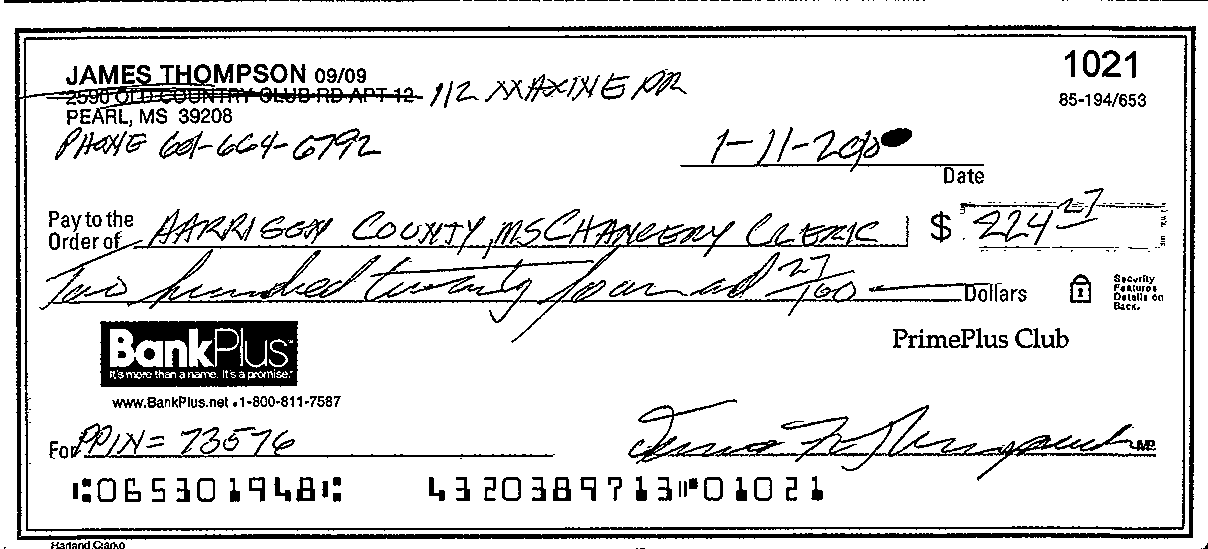 JAMES THOMPSON 09/09
1021
2590 OLD COUNTRY CLUB RD APT 12 112 MAXINE DR
85-194/653
PEARL, MS 39208
PHONE 601-664-6792
1-11-2010
Date
Pay to the
Order of HARRISON COUNTY, MS CHANCERY CLERK $ 224 27
Two hundred twenty four ad 27/100 Dollars
Security
Features
Details on
Back.
BankPlus
It's more than a name. It's a promise.
PrimePlus Club
www.BankPlus.net • 1-800-811-7587
For PPIN = 73576
MP
⑆065301948⑆ 4320389713⑈01021
Harland Clarke